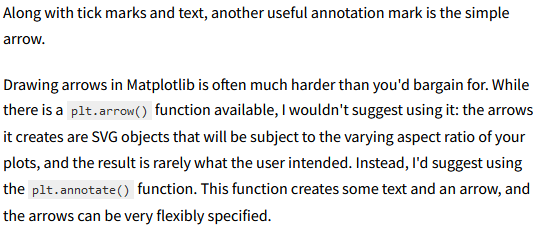 Along with tick marks and text, another useful annotation mark is the simple
arrow.
Drawing arrows in Matplotlib is often much harder than you'd bargain for. While
there is a plt.arrow() function available, I wouldn't suggest using it: the arrows
it creates are SVG objects that will be subject to the varying aspect ratio of your
plots, and the result is rarely what the user intended. Instead, I'd suggest using
the plt.annotate() function. This function creates some text and an arrow, and
the arrows can be very flexibly specified.